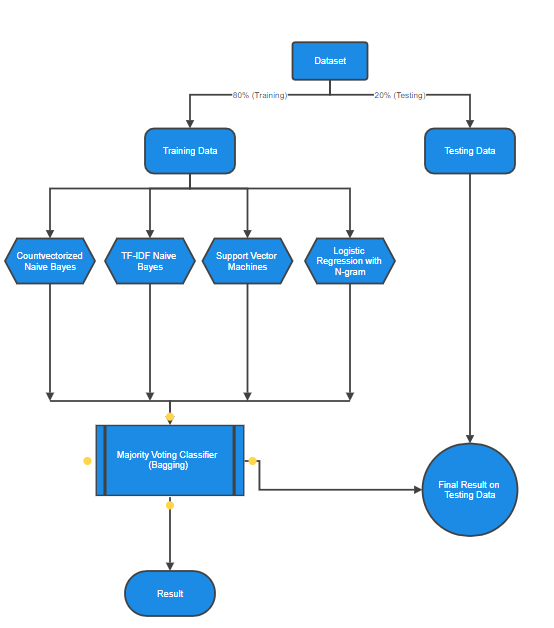 Dataset
80% (Training)
20% (Testing)
Training Data
Testing Data
Countvectorized
Naive Bayes
TF-IDF Naive
Bayes
Support Vector
Machines
Logistic
Regression with
N-gram
Majority Voting Classifier
(Bagging)
Final Result on
Testing Data
Result